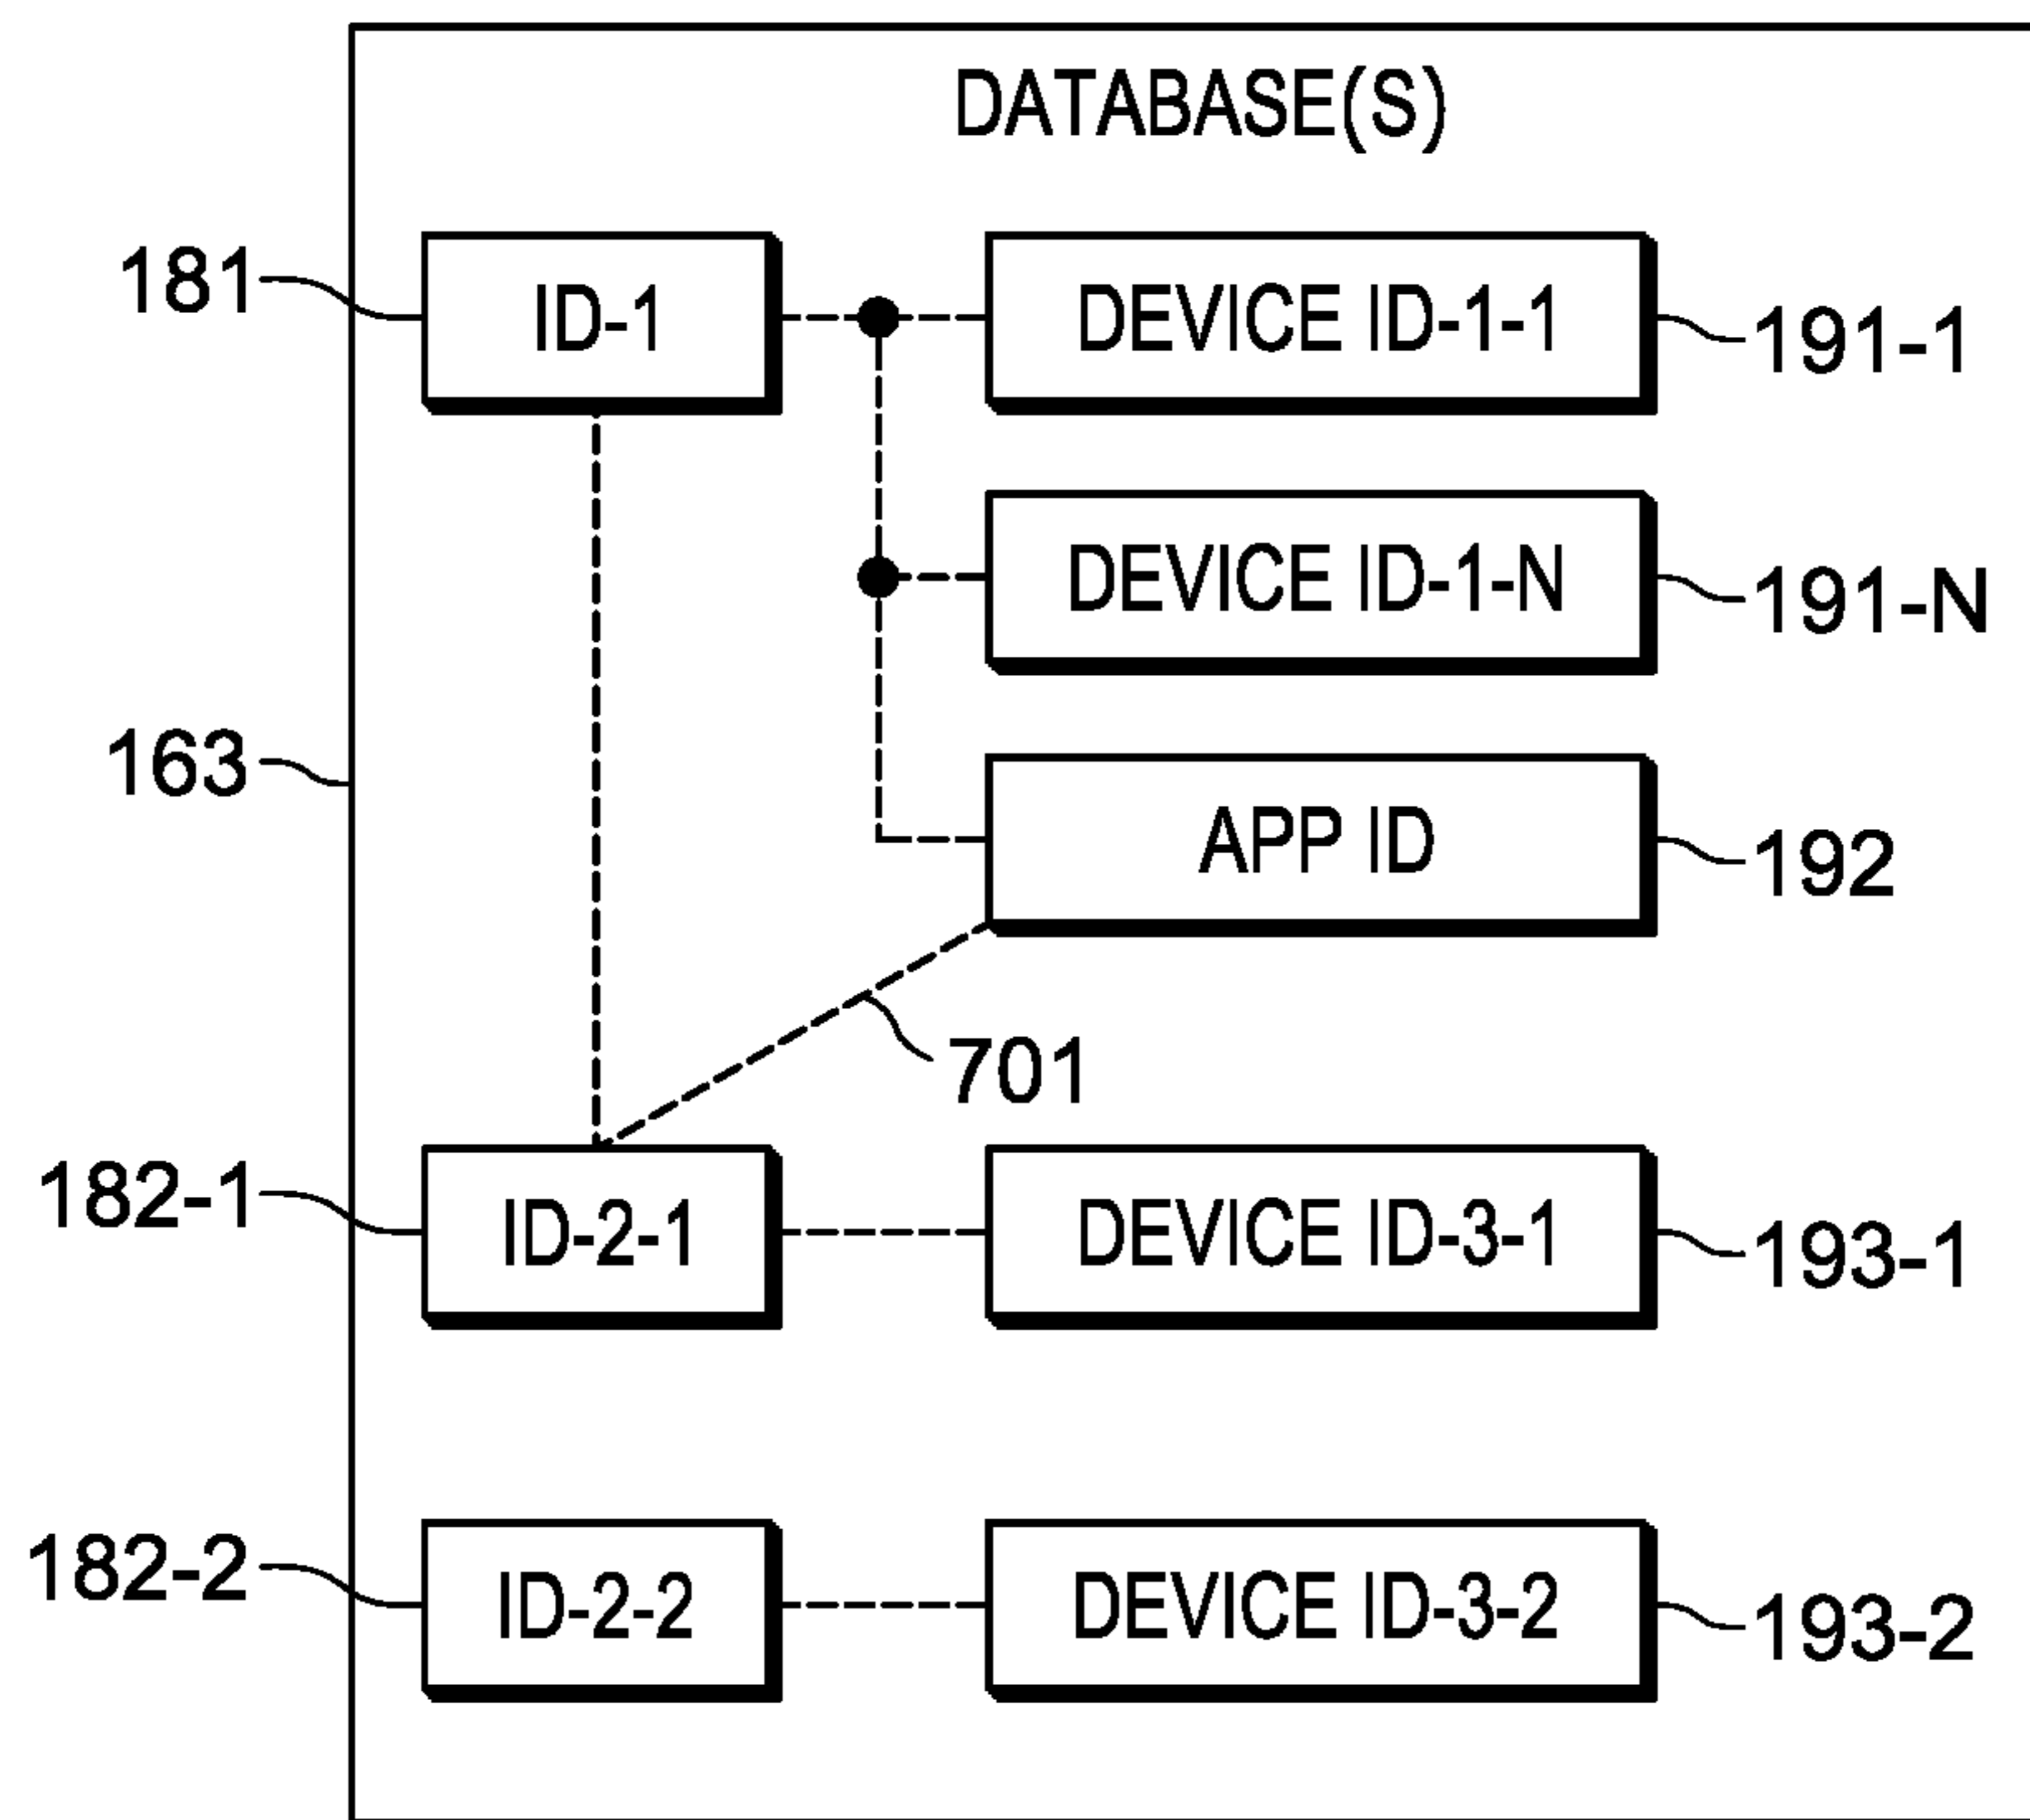 DATABASE(S)
181
ID-1
DEVICE ID-1-1
191-1
DEVICE ID-1-N
191-N
163
APP ID
192
701
182-1
ID-2-1
DEVICE ID-3-1
193-1
182-2
ID-2-2
DEVICE ID-3-2
193-2